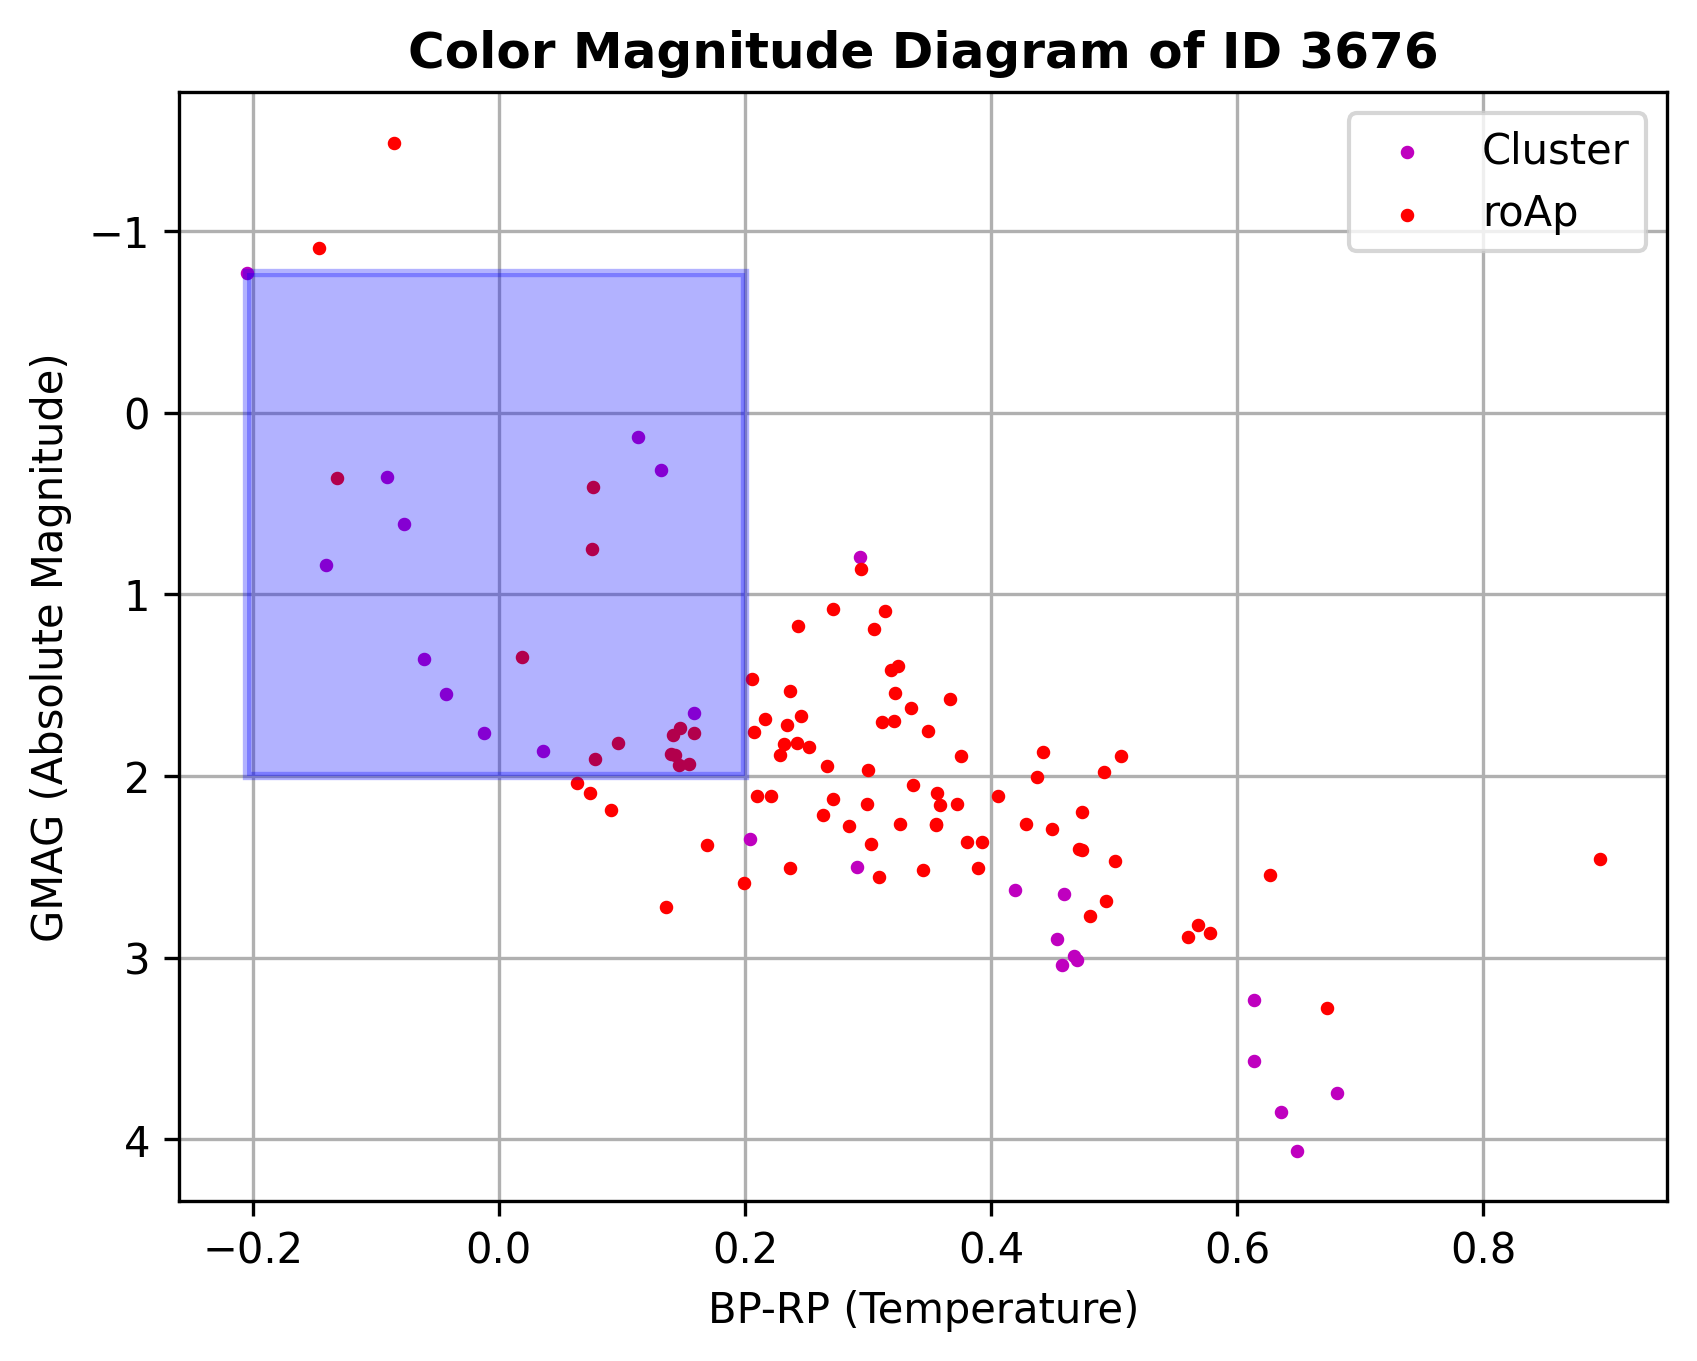 Color Magnitude Diagram of ID 3676
Cluster
roAp
−1
0
1
2
3
4
GMAG (Absolute Magnitude)
−0.2 0.0 0.2 0.4 0.6 0.8
BP-RP (Temperature)